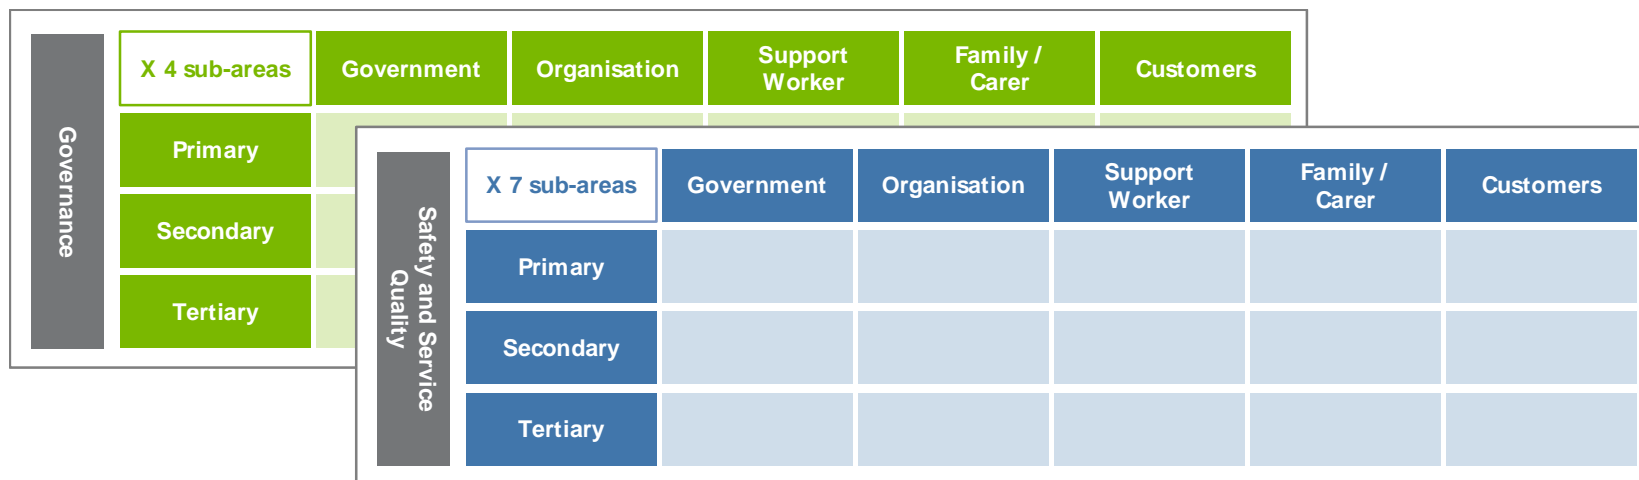 Governance
X 4 sub-areas
Government
Organisation
Support
Worker
Family /
Carer
Customers
Primary
Secondary
Tertiary
Safety and Service
Quality
X 7 sub-areas
Government
Organisation
Support
Worker
Family /
Carer
Customers
Primary
Secondary
Tertiary